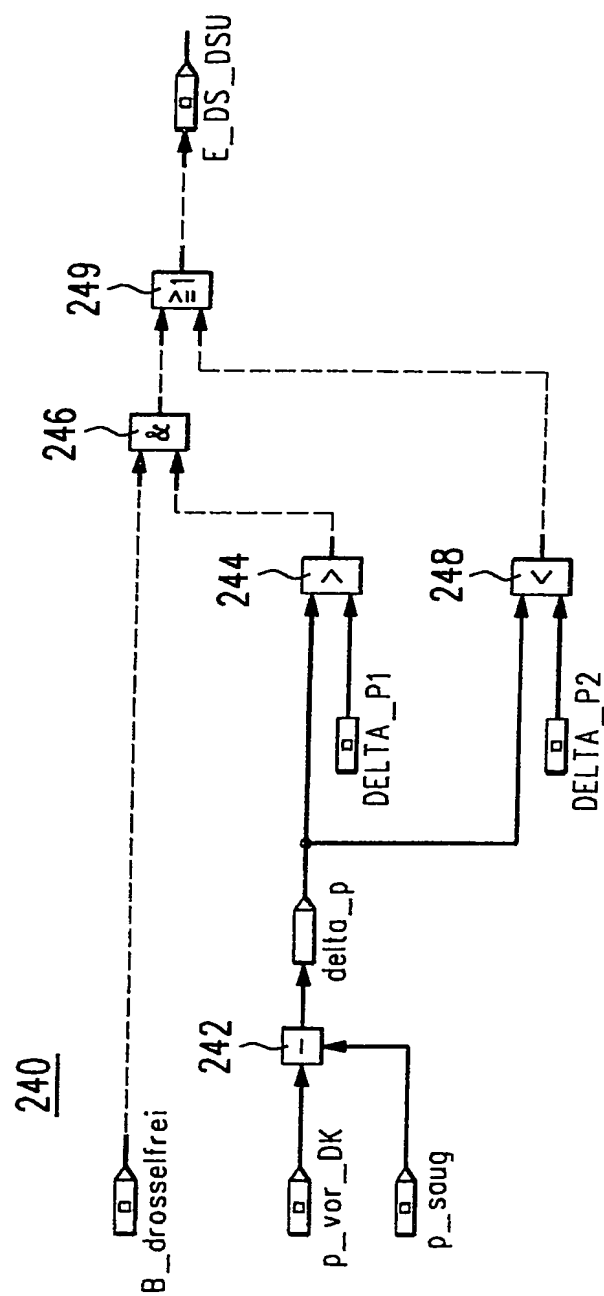 240
B_drosselfrei
246
&
249
≥1
E_DS_DSU
p_vor_DK
p_saug
242
−
delta_p
244
>
DELTA_P1
248
<
DELTA_P2